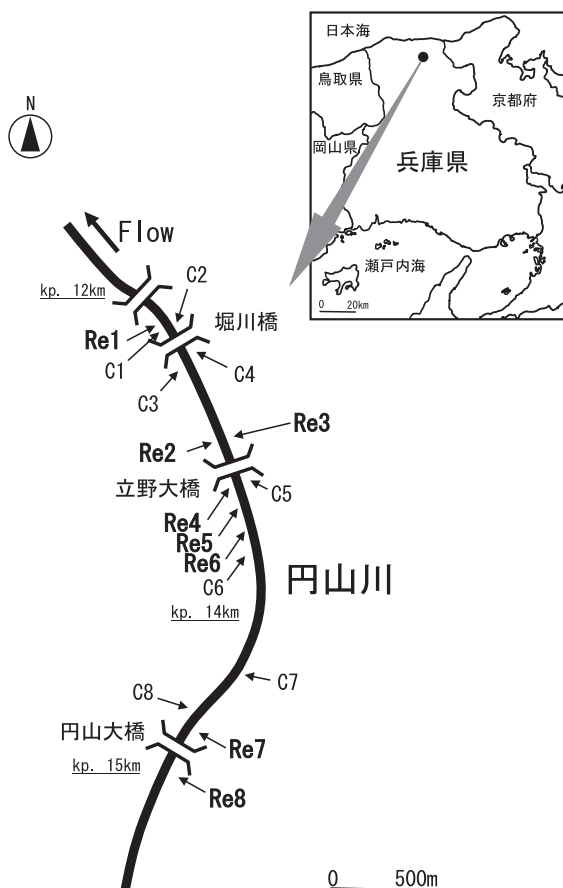 日本海
鳥取県
京都府
岡山県
兵庫県
瀬戸内海
0 20km
N
Flow
kp. 12km
C2
堀川橋
Re1
C1
C4
C3
Re3
Re2
立野大橋
C5
Re4
Re5
Re6
C6
円山川
kp. 14km
C7
C8
円山大橋
Re7
kp. 15km
Re8
0 500m